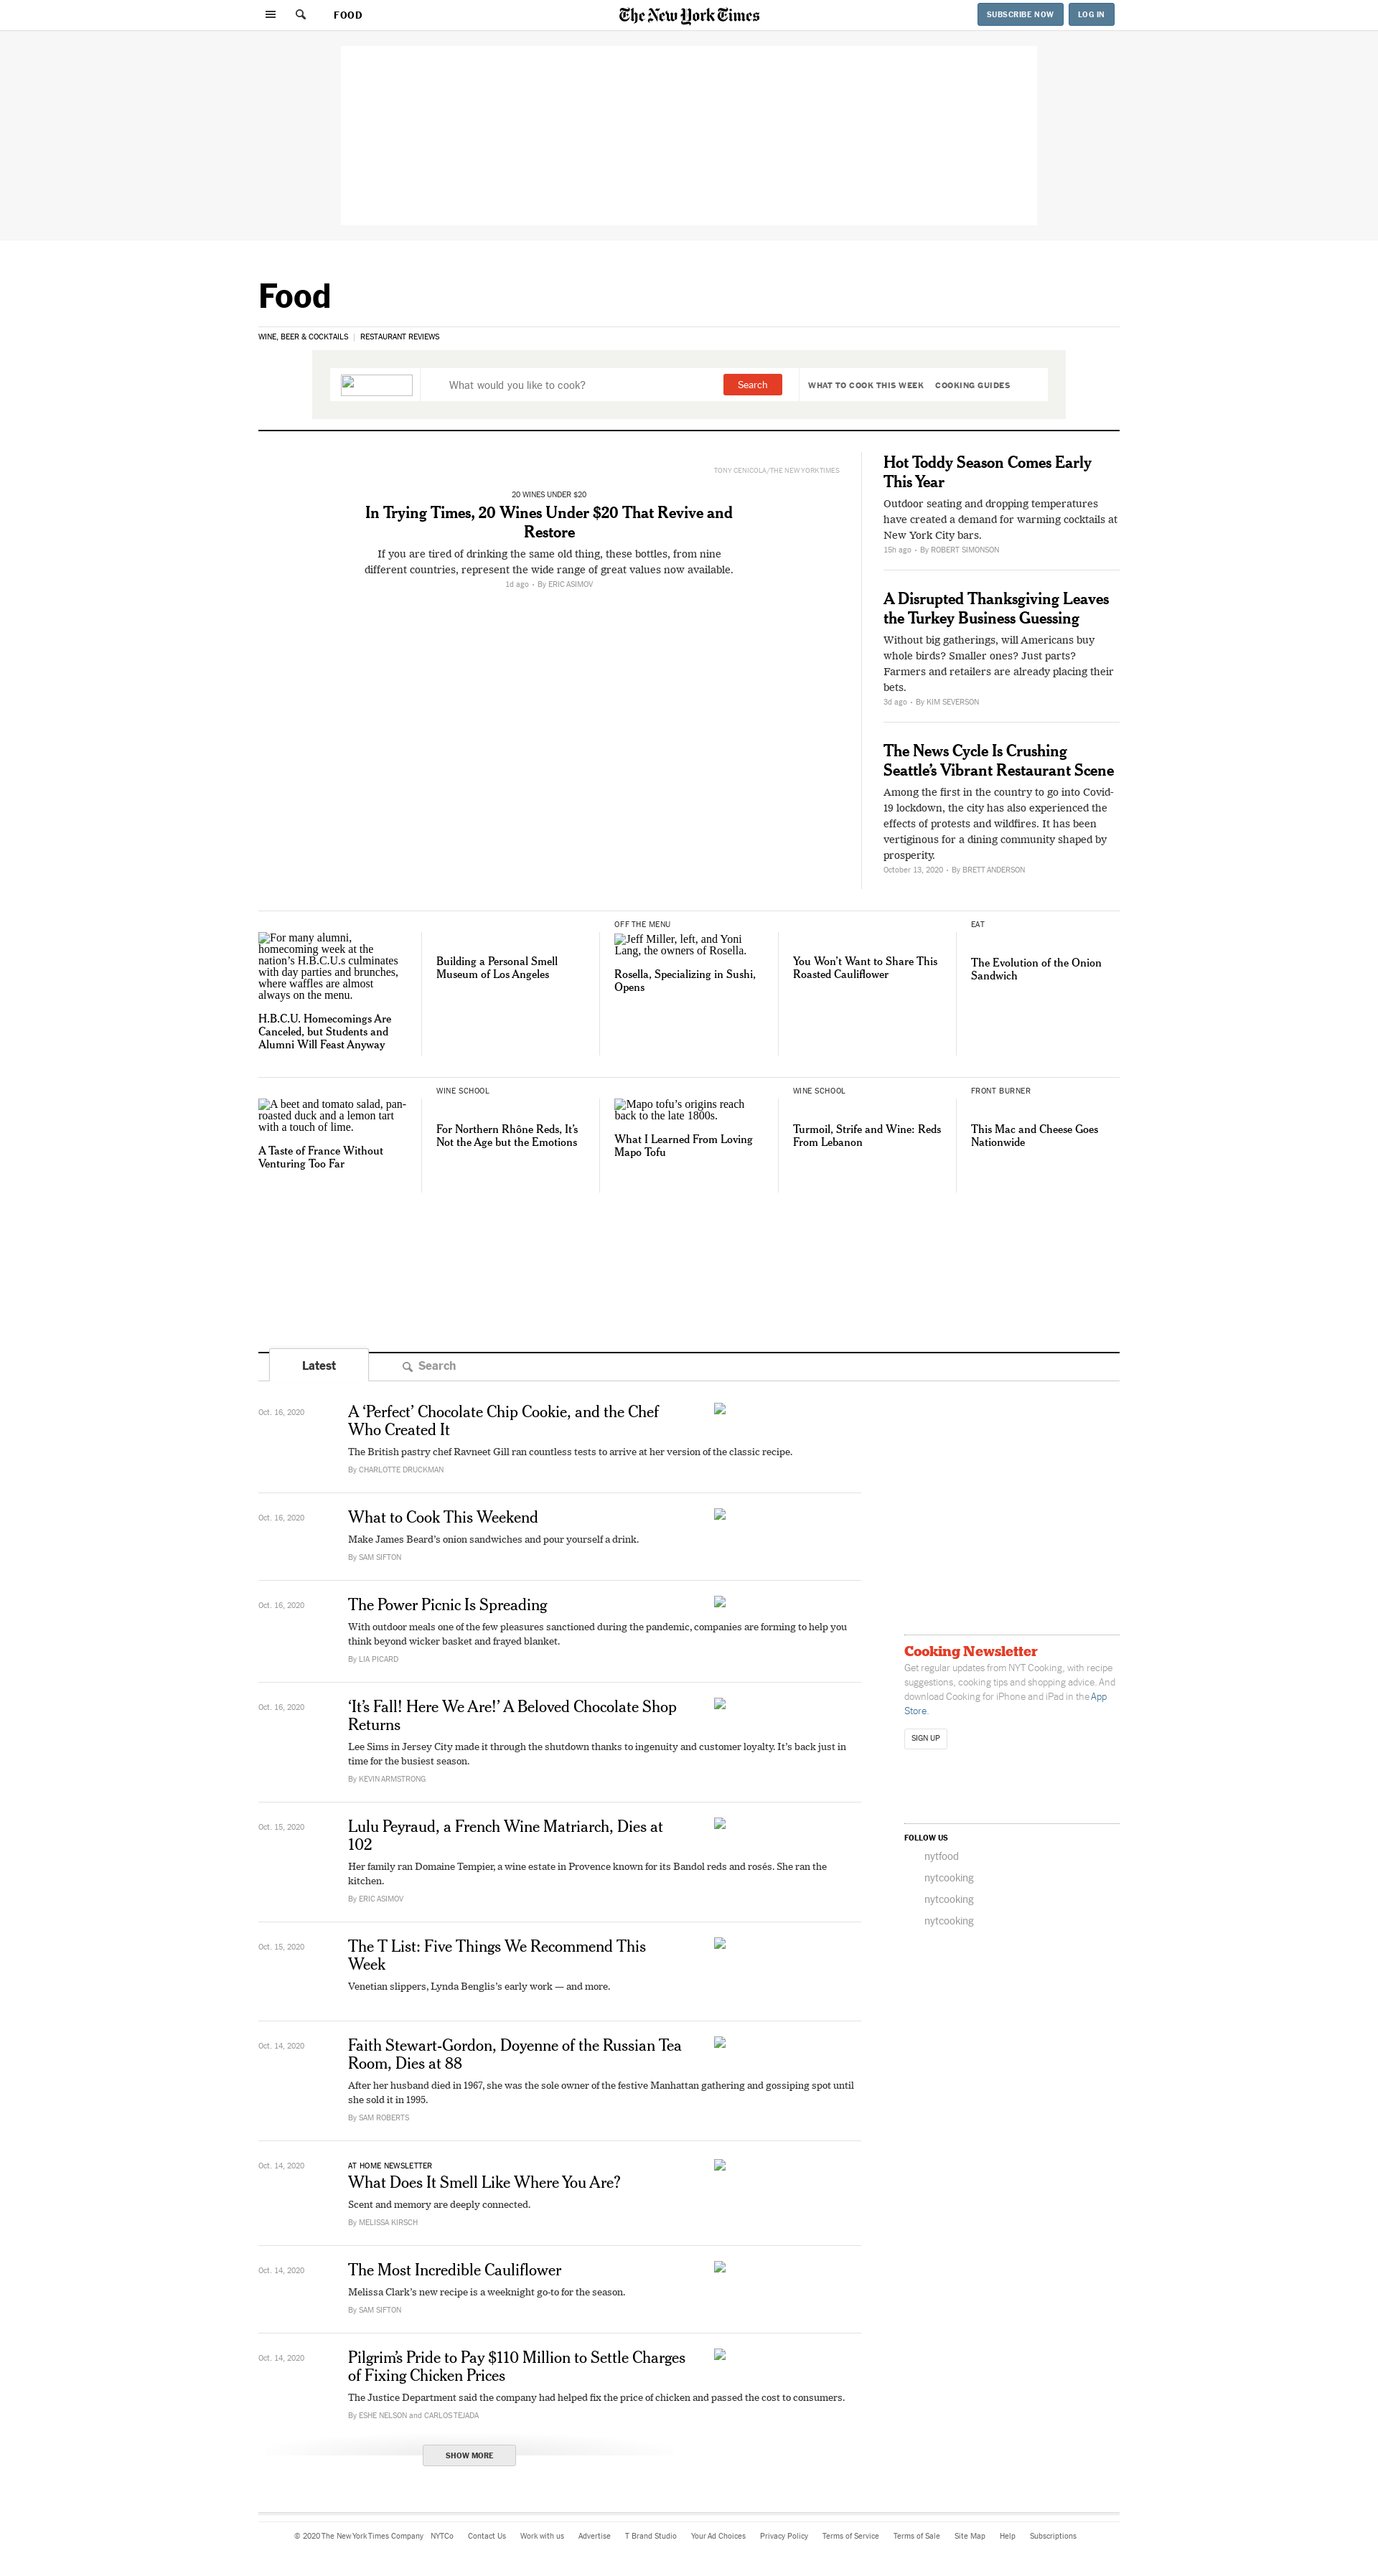 FOOD
The New York Times
SUBSCRIBE NOW
LOG IN
Food
WINE, BEER & COCKTAILS | RESTAURANT REVIEWS
What would you like to cook?
Search
WHAT TO COOK THIS WEEK
COOKING GUIDES
TONY CENICOLA/THE NEW YORK TIMES
20 WINES UNDER $20
In Trying Times, 20 Wines Under $20 That Revive and
Restore
If you are tired of drinking the same old thing, these bottles, from nine
different countries, represent the wide range of great values now available.
1d ago • By ERIC ASIMOV
Hot Toddy Season Comes Early
This Year
Outdoor seating and dropping temperatures
have created a demand for warming cocktails at
New York City bars.
15h ago • By ROBERT SIMONSON
A Disrupted Thanksgiving Leaves
the Turkey Business Guessing
Without big gatherings, will Americans buy
whole birds? Smaller ones? Just parts?
Farmers and retailers are already placing their
bets.
3d ago • By KIM SEVERSON
The News Cycle Is Crushing
Seattle’s Vibrant Restaurant Scene
Among the first in the country to go into Covid-
19 lockdown, the city has also experienced the
effects of protests and wildfires. It has been
vertiginous for a dining community shaped by
prosperity.
October 13, 2020 • By BRETT ANDERSON
For many alumni,
homecoming week at the
nation’s H.B.C.U.s culminates
with day parties and brunches,
where waffles are almost
always on the menu.
H.B.C.U. Homecomings Are
Canceled, but Students and
Alumni Will Feast Anyway
Building a Personal Smell
Museum of Los Angeles
OFF THE MENU
Jeff Miller, left, and Yoni
Lang, the owners of Rosella.
Rosella, Specializing in Sushi,
Opens
You Won’t Want to Share This
Roasted Cauliflower
EAT
The Evolution of the Onion
Sandwich
A beet and tomato salad, pan-
roasted duck and a lemon tart
with a touch of lime.
A Taste of France Without
Venturing Too Far
WINE SCHOOL
For Northern Rhône Reds, It’s
Not the Age but the Emotions
Mapo tofu’s origins reach
back to the late 1800s.
What I Learned From Loving
Mapo Tofu
WINE SCHOOL
Turmoil, Strife and Wine: Reds
From Lebanon
FRONT BURNER
This Mac and Cheese Goes
Nationwide
Latest
Search
Oct. 16, 2020
A ‘Perfect’ Chocolate Chip Cookie, and the Chef
Who Created It
The British pastry chef Ravneet Gill ran countless tests to arrive at her version of the classic recipe.
By CHARLOTTE DRUCKMAN
Oct. 16, 2020
What to Cook This Weekend
Make James Beard’s onion sandwiches and pour yourself a drink.
By SAM SIFTON
Oct. 16, 2020
The Power Picnic Is Spreading
With outdoor meals one of the few pleasures sanctioned during the pandemic, companies are forming to help you
think beyond wicker basket and frayed blanket.
By LIA PICARD
Oct. 16, 2020
‘It’s Fall! Here We Are!’ A Beloved Chocolate Shop
Returns
Lee Sims in Jersey City made it through the shutdown thanks to ingenuity and customer loyalty. It’s back just in
time for the busiest season.
By KEVIN ARMSTRONG
Oct. 15, 2020
Lulu Peyraud, a French Wine Matriarch, Dies at
102
Her family ran Domaine Tempier, a wine estate in Provence known for its Bandol reds and rosés. She ran the
kitchen.
By ERIC ASIMOV
Oct. 15, 2020
The T List: Five Things We Recommend This
Week
Venetian slippers, Lynda Benglis’s early work — and more.
Oct. 14, 2020
Faith Stewart-Gordon, Doyenne of the Russian Tea
Room, Dies at 88
After her husband died in 1967, she was the sole owner of the festive Manhattan gathering and gossiping spot until
she sold it in 1995.
By SAM ROBERTS
Oct. 14, 2020
AT HOME NEWSLETTER
What Does It Smell Like Where You Are?
Scent and memory are deeply connected.
By MELISSA KIRSCH
Oct. 14, 2020
The Most Incredible Cauliflower
Melissa Clark’s new recipe is a weeknight go-to for the season.
By SAM SIFTON
Oct. 14, 2020
Pilgrim’s Pride to Pay $110 Million to Settle Charges
of Fixing Chicken Prices
The Justice Department said the company had helped fix the price of chicken and passed the cost to consumers.
By ESHE NELSON and CARLOS TEJADA
SHOW MORE
Cooking Newsletter
Get regular updates from NYT Cooking, with recipe
suggestions, cooking tips and shopping advice. And
download Cooking for iPhone and iPad in the App
Store.
SIGN UP
FOLLOW US
nytfood
nytcooking
nytcooking
nytcooking
© 2020 The New York Times Company NYTCo Contact Us Work with us Advertise T Brand Studio Your Ad Choices Privacy Policy Terms of Service Terms of Sale Site Map Help Subscriptions